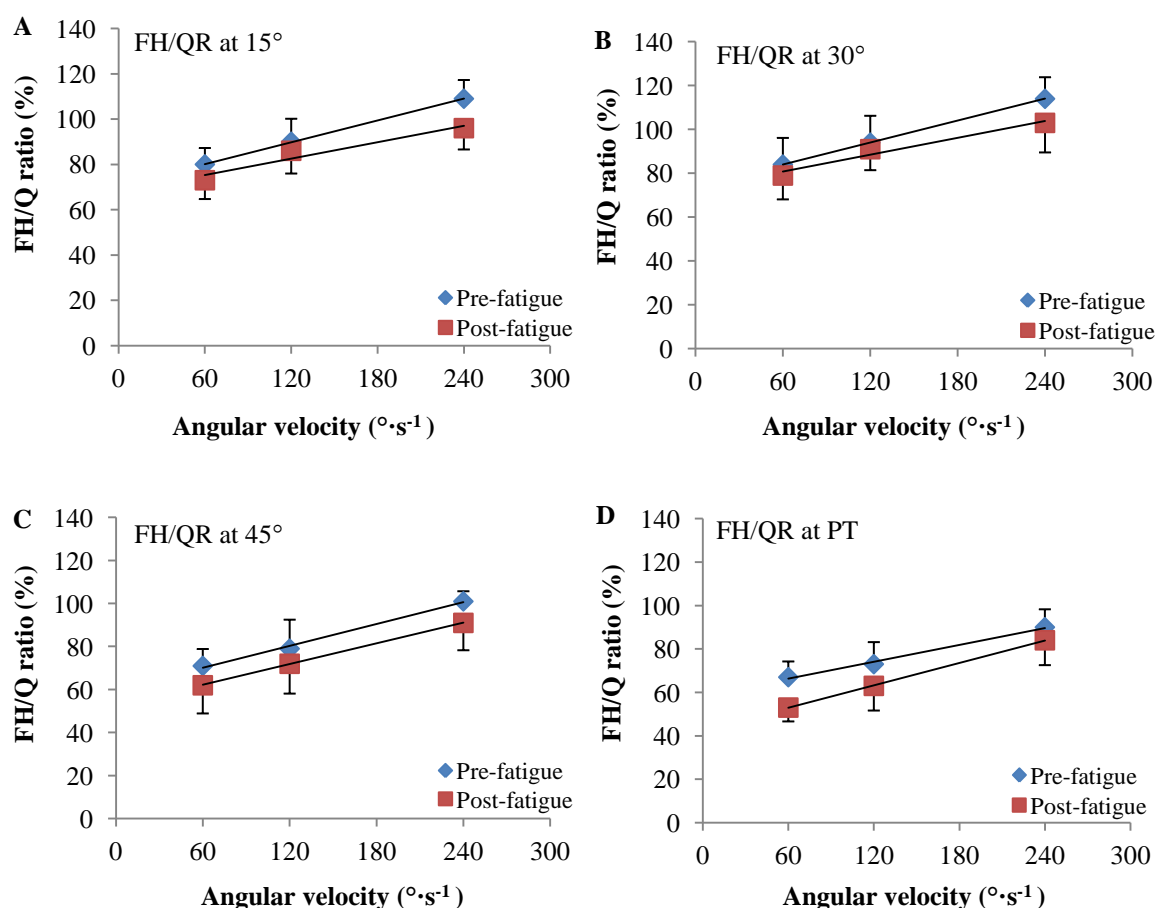 A
FH/QR at 15°
FH/Q ratio (%)
140
120
100
80
60
40
20
0
0 60 120 180 240 300
Pre-fatigue
Post-fatigue
Angular velocity (°·s-1 )
B
FH/QR at 30°
FH/Q ratio (%)
140
120
100
80
60
40
20
0
0 60 120 180 240 300
Pre-fatigue
Post-fatigue
Angular velocity (°·s-1 )
C
FH/QR at 45°
FH/Q ratio (%)
140
120
100
80
60
40
20
0
0 60 120 180 240 300
Pre-fatigue
Post-fatigue
Angular velocity (°·s-1)
D
FH/QR at PT
FH/Q ratio (%)
140
120
100
80
60
40
20
0
0 60 120 180 240 300
Pre-fatigue
Post-fatigue
Angular velocity (°·s-1)